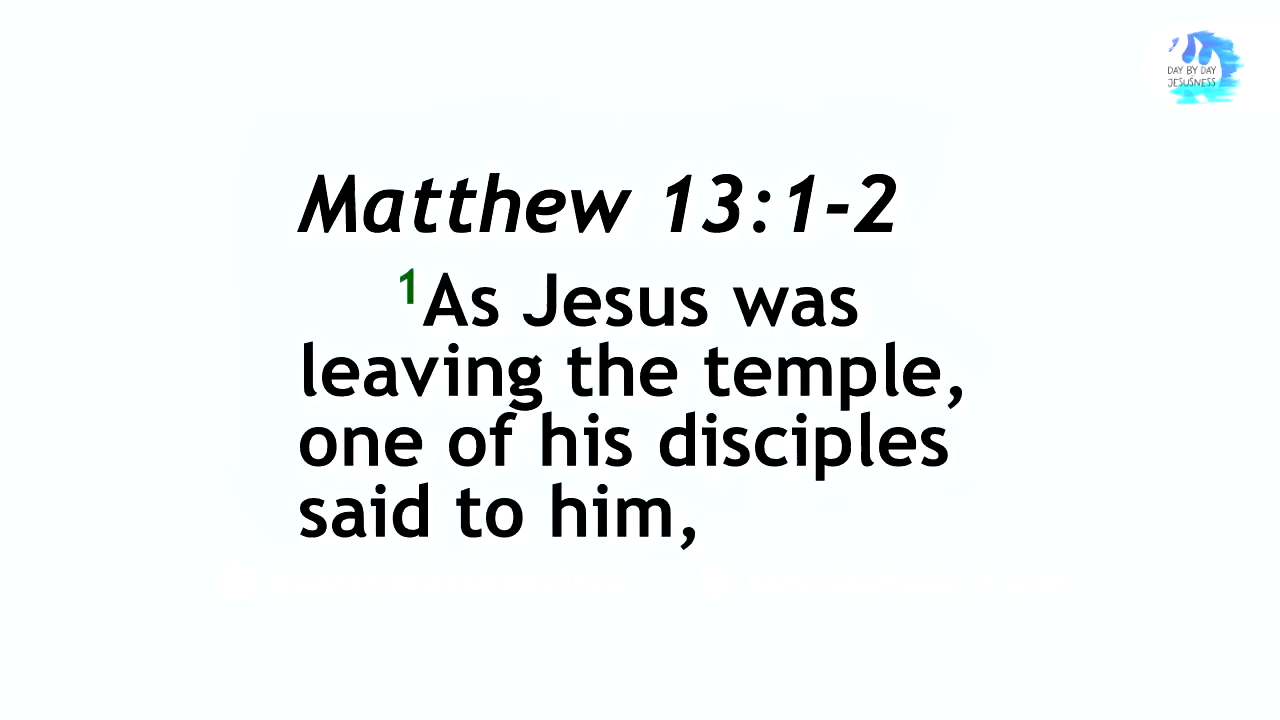 DAY BY DAY
JESUSNESS
Matthew 13:1-2
1As Jesus was
leaving the temple,
one of his disciples
said to him,